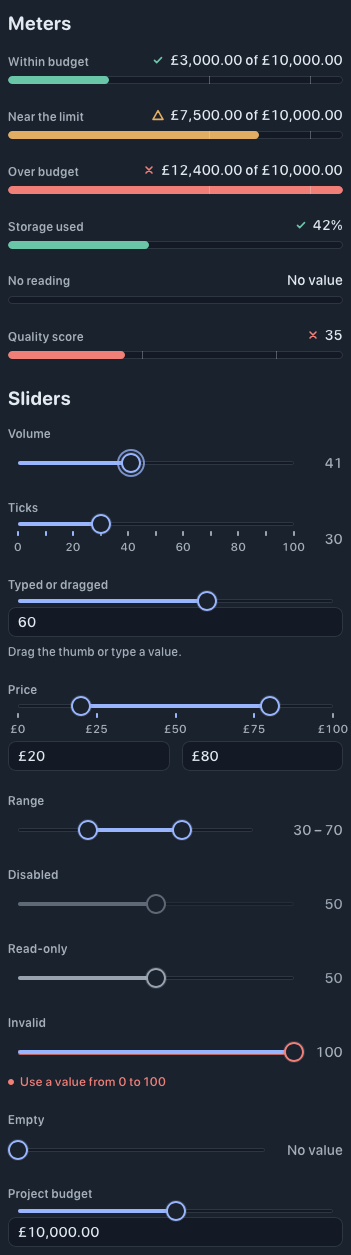 Meters
Within budget ✓ £3,000.00 of £10,000.00
Near the limit △ £7,500.00 of £10,000.00
Over budget × £12,400.00 of £10,000.00
Storage used ✓ 42%
No reading No value
Quality score × 35
Sliders
Volume
41
Ticks
30
0 20 40 60 80 100
Typed or dragged
60
Drag the thumb or type a value.
Price
£0 £25 £50 £75 £100
£20 £80
Range
30 – 70
Disabled
50
Read-only
50
Invalid
100
Use a value from 0 to 100
Empty
No value
Project budget
£10,000.00